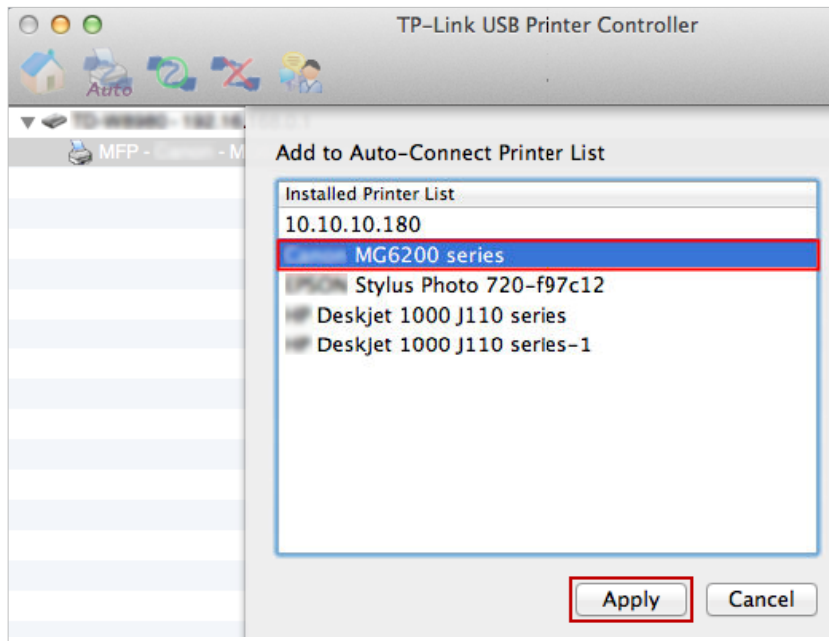 TP-Link USB Printer Controller
Auto
MFP - - M
Add to Auto-Connect Printer List
Installed Printer List
10.10.10.180
MG6200 series
Stylus Photo 720-f97c12
Deskjet 1000 J110 series
Deskjet 1000 J110 series-1
Apply
Cancel